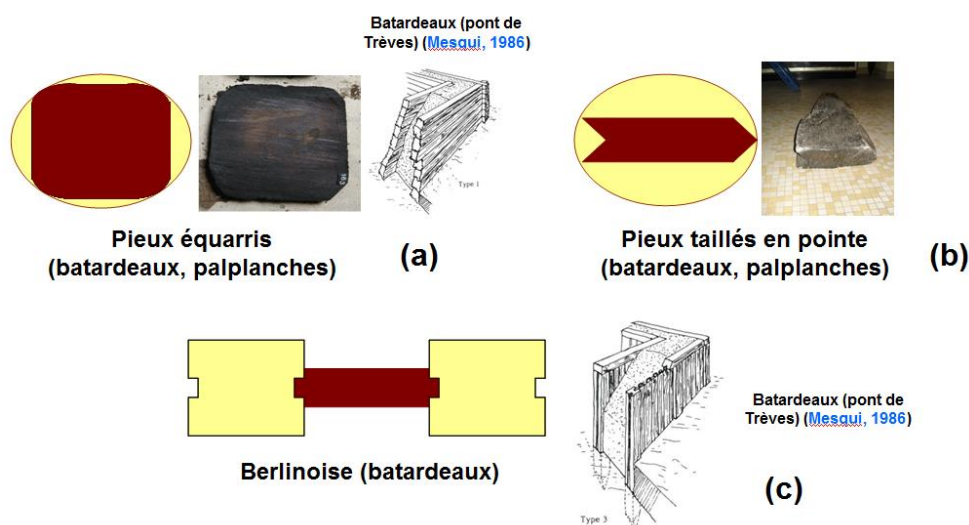 Batardeaux (pont de
Trèves) (Mesqui, 1986)
Type 1
Pieux équarris
(batardeaux, palplanches)
(a)
Pieux taillés en pointe
(batardeaux, palplanches)
(b)
Berlinoise (batardeaux)
Batardeaux (pont de
Trèves) (Mesqui, 1986)
(c)
Type 3